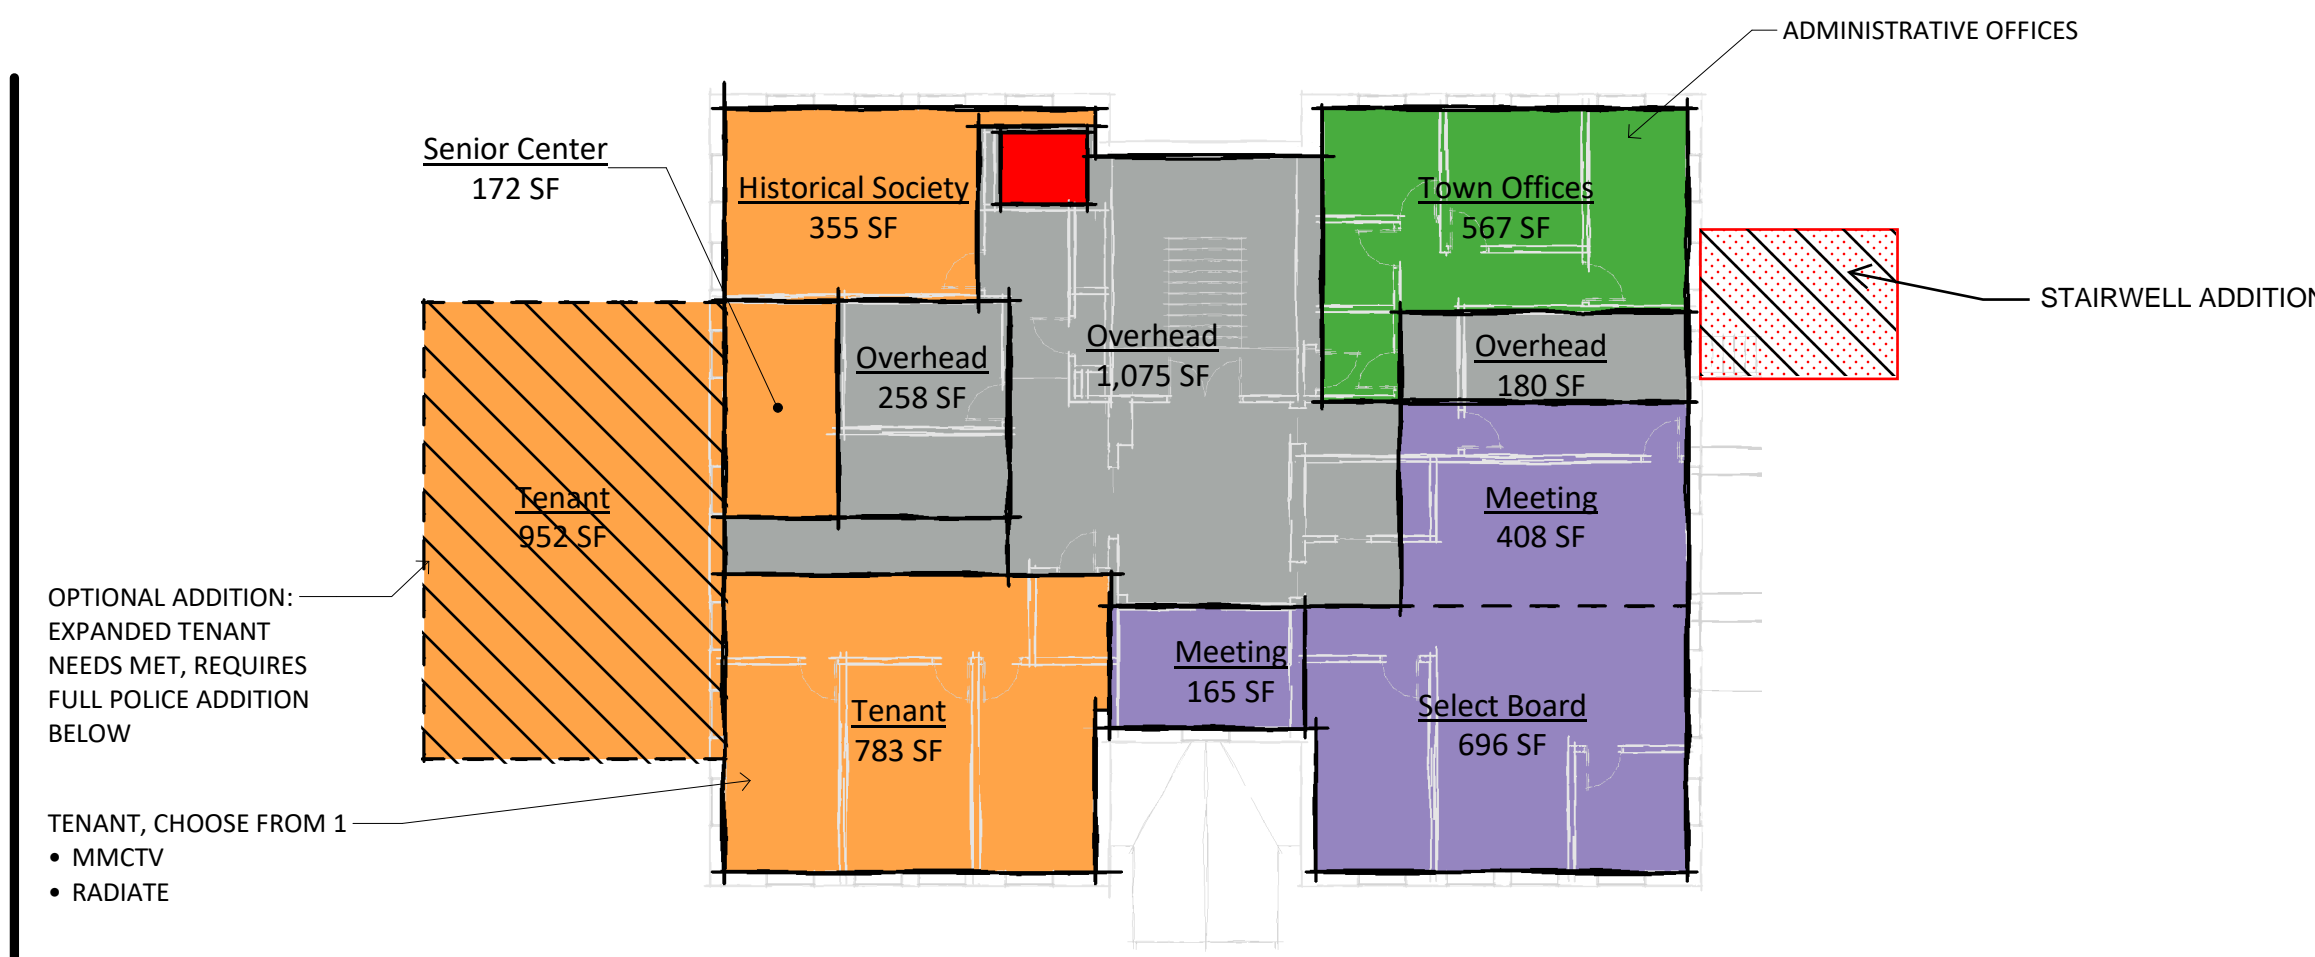 ADMINISTRATIVE OFFICES
Senior Center
172 SF
Historical Society
355 SF
Town Offices
567 SF
STAIRWELL ADDITION
Overhead
258 SF
Overhead
1,075 SF
Overhead
180 SF
Tenant
952 SF
Meeting
408 SF
OPTIONAL ADDITION:
EXPANDED TENANT
NEEDS MET, REQUIRES
FULL POLICE ADDITION
BELOW
Meeting
165 SF
Tenant
783 SF
Select Board
696 SF
TENANT, CHOOSE FROM 1
• MMCTV
• RADIATE